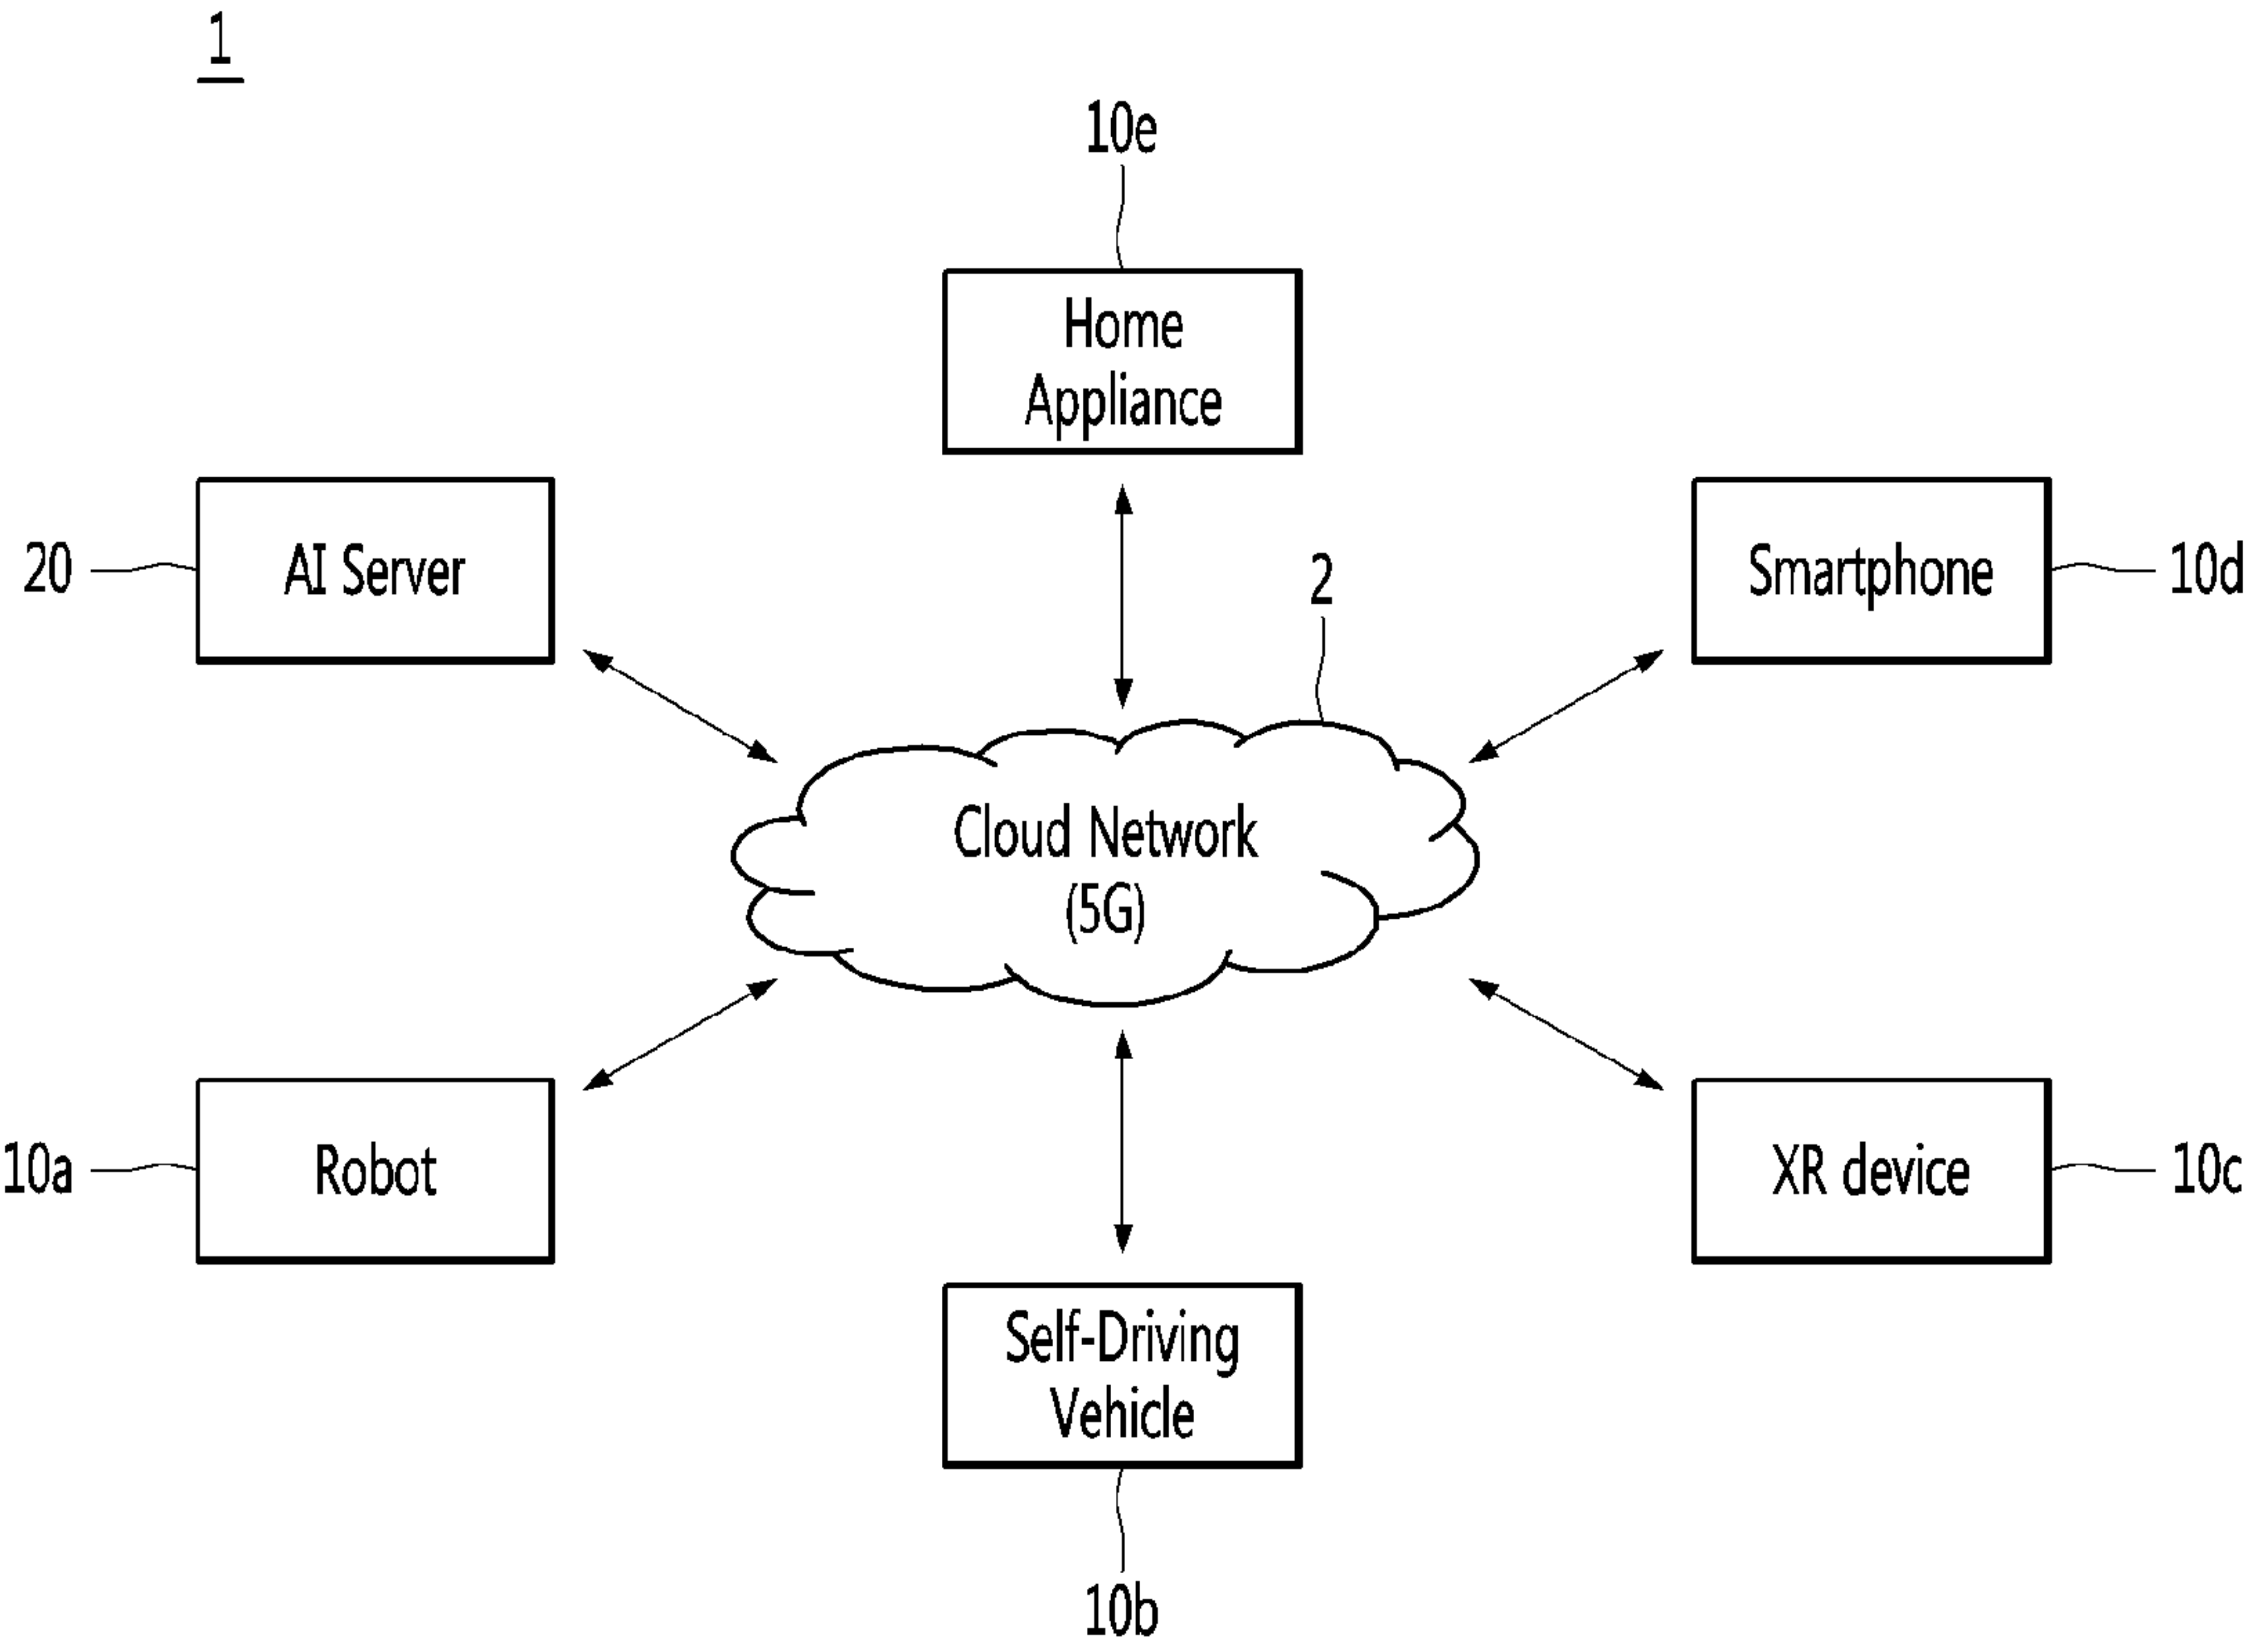 1
10e
Home
Appliance
20
AI Server
Smartphone
10d
2
Cloud Network
(5G)
10a
Robot
XR device
10c
Self-Driving
Vehicle
10b